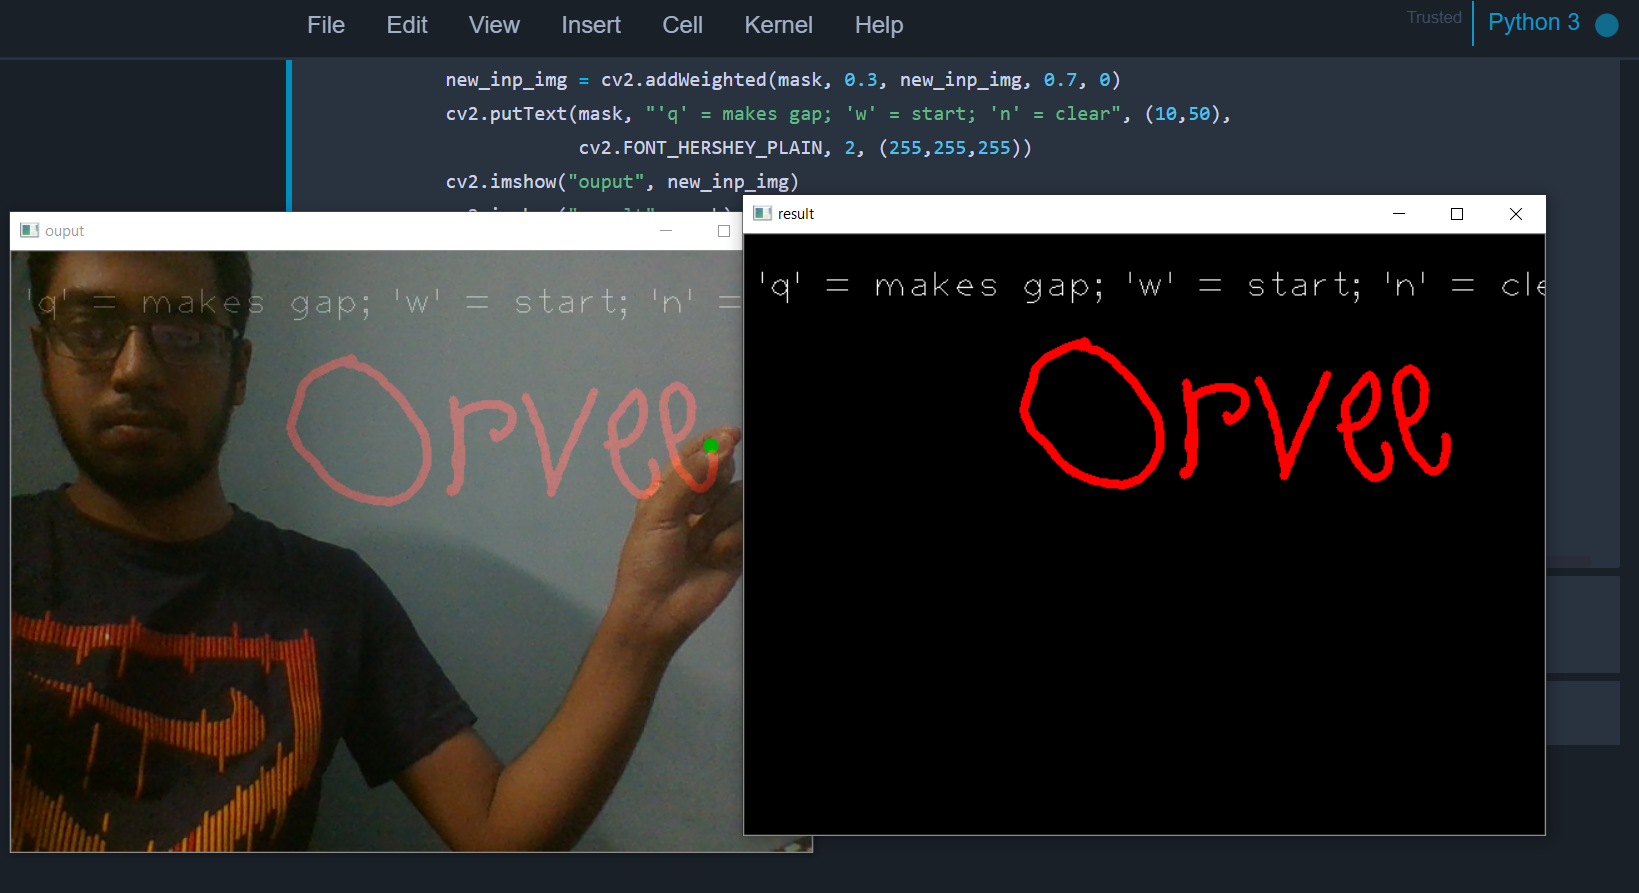 File Edit View Insert Cell Kernel Help Trusted Python 3
new_inp_img = cv2.addWeighted(mask, 0.3, new_inp_img, 0.7, 0)
cv2.putText(mask, "'q' = makes gap; 'w' = start; 'n' = clear", (10,50),
cv2.FONT_HERSHEY_PLAIN, 2, (255,255,255))
cv2.imshow("ouput", new_inp_img)
ouput
'q' = makes gap; 'w' = start; 'n' =
Orvee
result
'q' = makes gap; 'w' = start; 'n' = cle
Orvee